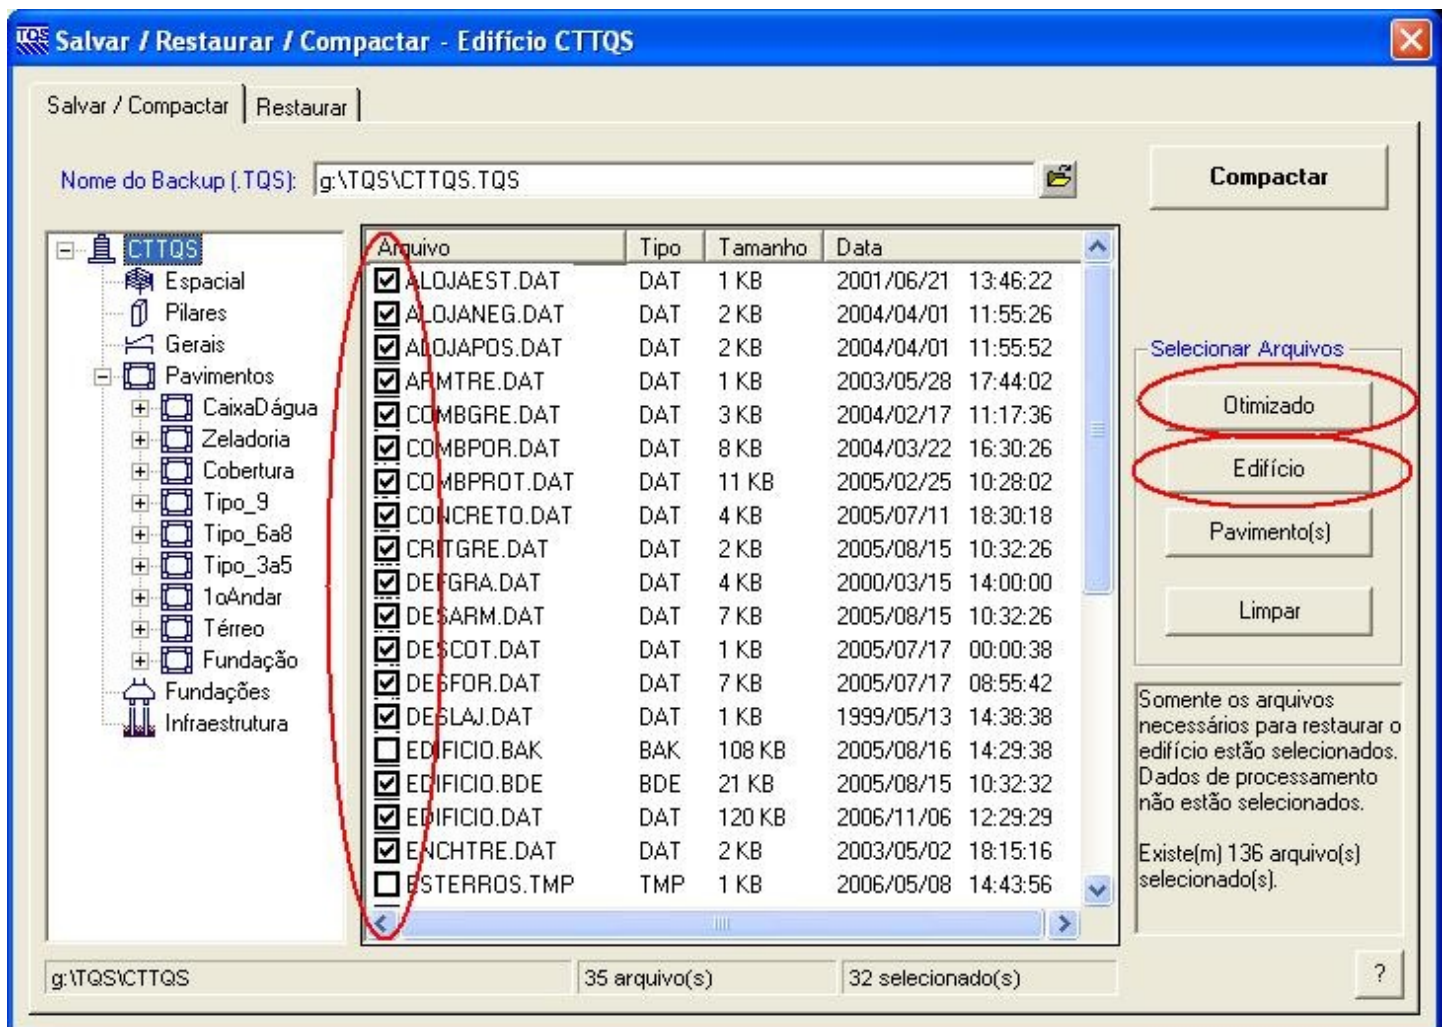 TQS Salvar / Restaurar / Compactar - Edifício CTTQS
Salvar / Compactar Restaurar
Nome do Backup (.TQS): g:\TQS\CTTQS.TQS Compactar
CTTQS
Espacial
Pilares
Gerais
Pavimentos
CaixaDágua
Zeladoria
Cobertura
Tipo_9
Tipo_6a8
Tipo_3a5
1oAndar
Térreo
Fundação
Fundações
Infraestrutura
Arquivo Tipo Tamanho Data
ALOJAEST.DAT DAT 1 KB 2001/06/21 13:46:22
ALOJANEG.DAT DAT 2 KB 2004/04/01 11:55:26
ALOJAPOS.DAT DAT 2 KB 2004/04/01 11:55:52
ARMTRE.DAT DAT 1 KB 2003/05/28 17:44:02
COMBGRE.DAT DAT 3 KB 2004/02/17 11:17:36
COMBPOR.DAT DAT 8 KB 2004/03/22 16:30:26
COMBPROT.DAT DAT 11 KB 2005/02/25 10:28:02
CONCRETO.DAT DAT 4 KB 2005/07/11 18:30:18
CRITGRE.DAT DAT 2 KB 2005/08/15 10:32:26
DEFGRA.DAT DAT 4 KB 2000/03/15 14:00:00
DESARM.DAT DAT 7 KB 2005/08/15 10:32:26
DESCOT.DAT DAT 1 KB 2005/07/17 00:00:38
DESFOR.DAT DAT 7 KB 2005/07/17 08:55:42
DESLAJ.DAT DAT 1 KB 1999/05/13 14:38:38
EDIFICIO.BAK BAK 108 KB 2005/08/16 14:29:38
EDIFICIO.BDE BDE 21 KB 2005/08/15 10:32:32
EDIFICIO.DAT DAT 120 KB 2006/11/06 12:29:29
ENCHTRE.DAT DAT 2 KB 2003/05/02 18:15:16
ESTERROS.TMP TMP 1 KB 2006/05/08 14:43:56
Selecionar Arquivos
Otimizado
Edifício
Pavimento(s)
Limpar
Somente os arquivos
necessários para restaurar o
edifício estão selecionados.
Dados de processamento
não estão selecionados.
Existe(m) 136 arquivo(s)
selecionado(s).
g:\TQS\CTTQS 35 arquivo(s) 32 selecionado(s) ?